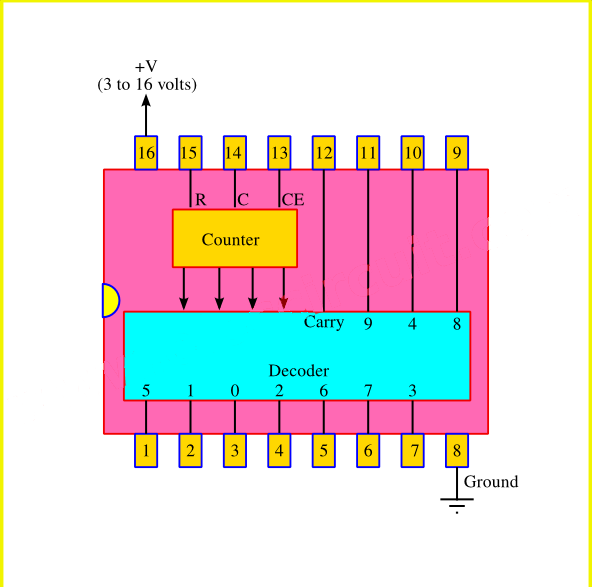 +V
(3 to 16 volts)
16 15 14 13 12 11 10 9
R C CE
Counter
Carry 9 4 8
Decoder
5 1 0 2 6 7 3
1 2 3 4 5 6 7 8
Ground